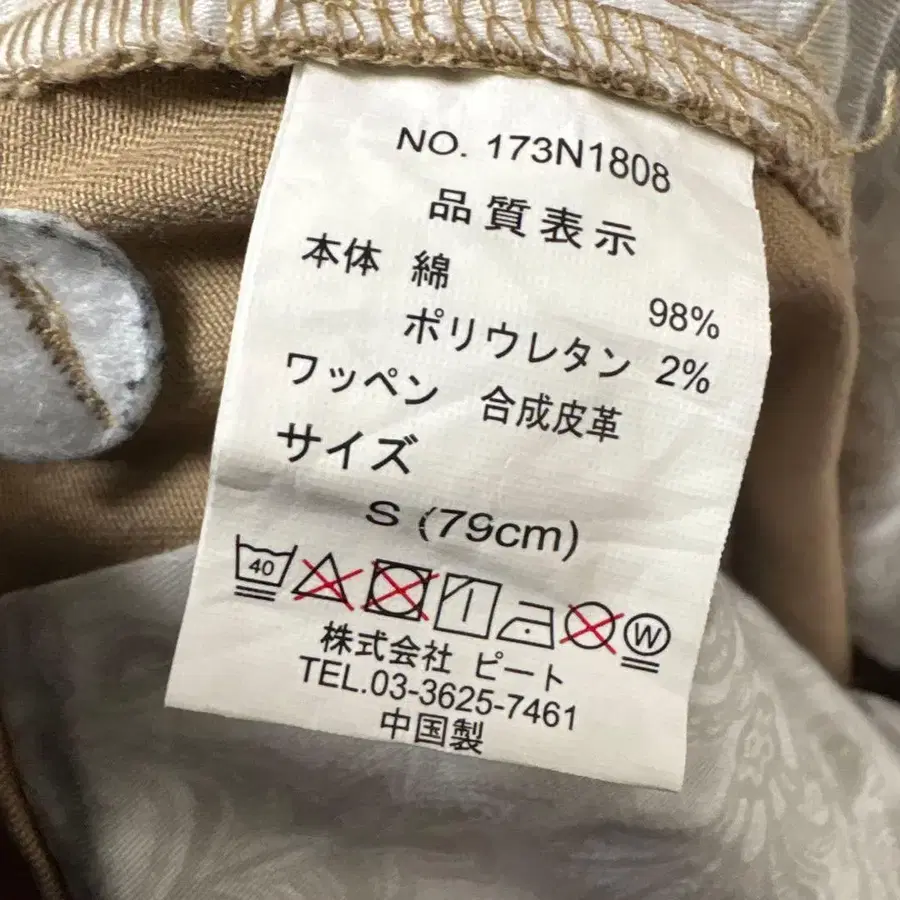 NO. 173N1808
品質表示
本体 綿 98%
ポリウレタン 2%
ワッペン 合成皮革
サイズ
S (79cm)
40 W
株式会社 ピート
TEL.03-3625-7461
中国製